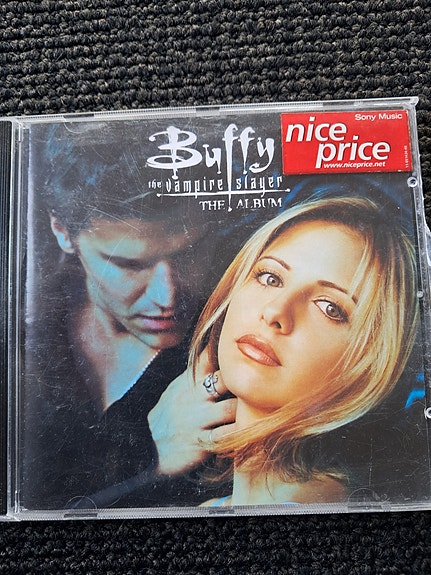 Buffy
the vampire slayer
THE ALBUM
Sony Music
nice
price
www.niceprice.net